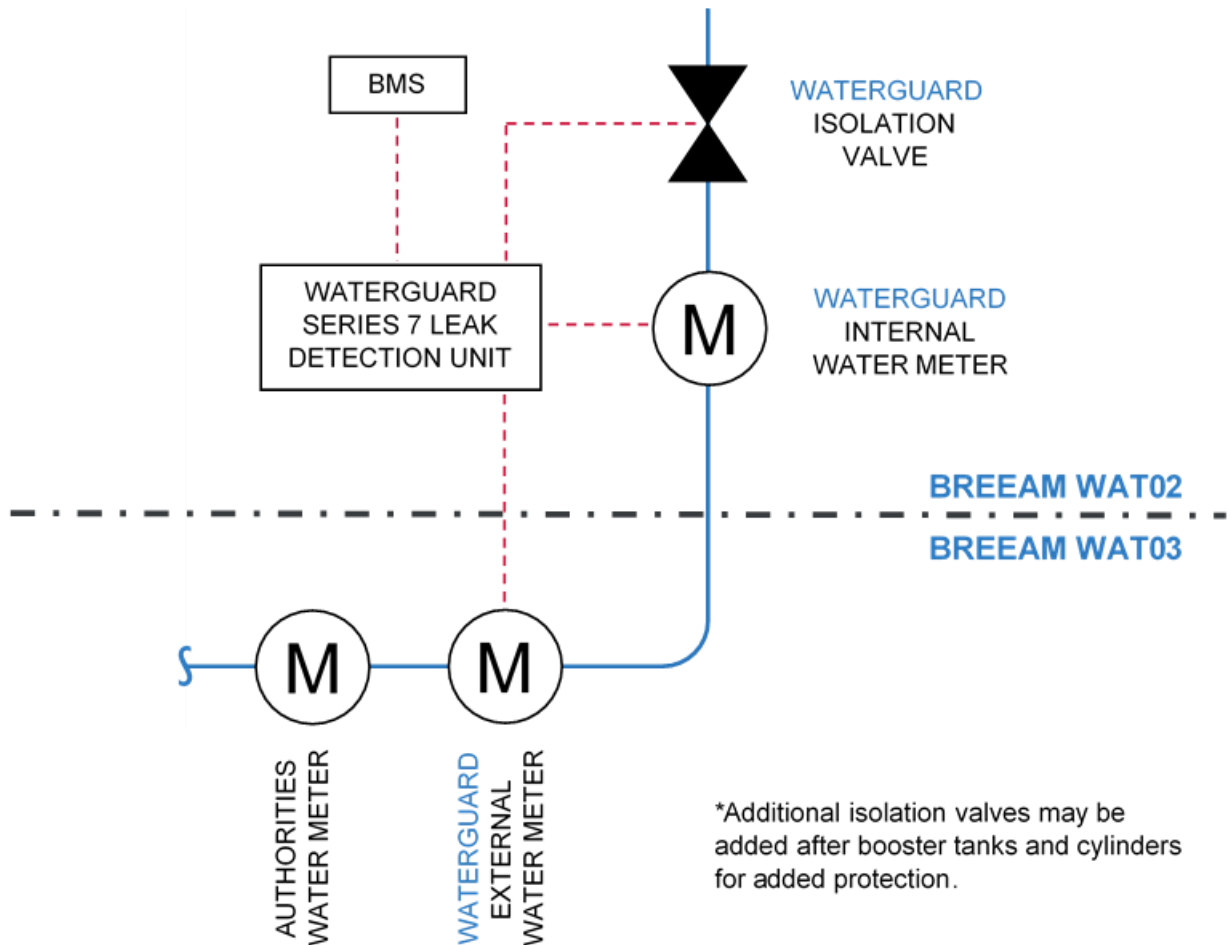 BMS
WATERGUARD
ISOLATION
VALVE
WATERGUARD
SERIES 7 LEAK
DETECTION UNIT
M
WATERGUARD
INTERNAL
WATER METER
BREEAM WAT02
BREEAM WAT03
M
M
AUTHORITIES
WATER METER
WATERGUARD
EXTERNAL
WATER METER
*Additional isolation valves may be
added after booster tanks and cylinders
for added protection.